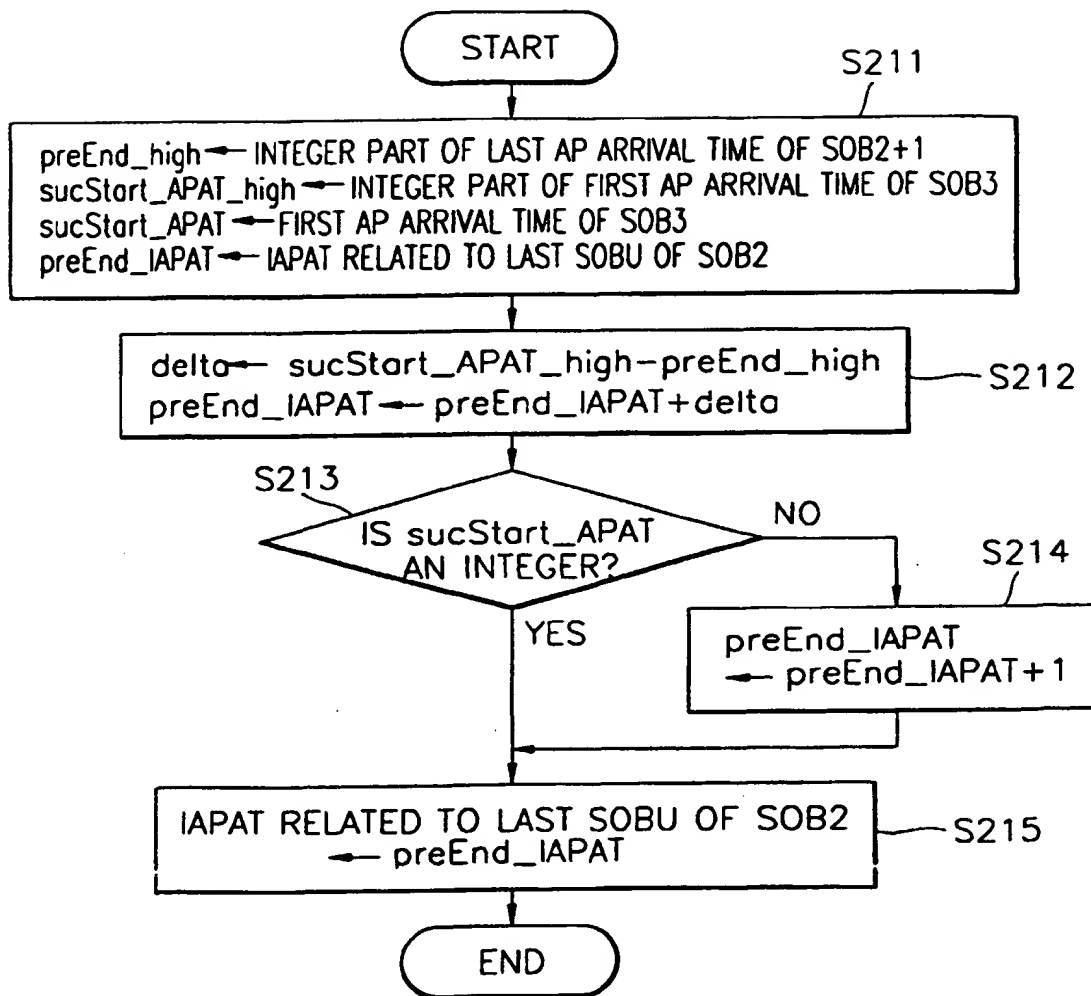 START
S211
preEnd_high←INTEGER PART OF LAST AP ARRIVAL TIME OF SOB2+1
sucStart_APAT_high←INTEGER PART OF FIRST AP ARRIVAL TIME OF SOB3
sucStart_APAT←FIRST AP ARRIVAL TIME OF SOB3
preEnd_IAPAT←IAPAT RELATED TO LAST SOBU OF SOB2
delta← sucStart_APAT_high-preEnd_high
preEnd_IAPAT← preEnd_IAPAT+delta
S212
S213
IS sucStart_APAT
AN INTEGER?
NO
YES
S214
preEnd_IAPAT
← preEnd_IAPAT+1
IAPAT RELATED TO LAST SOBU OF SOB2
← preEnd_IAPAT
S215
END